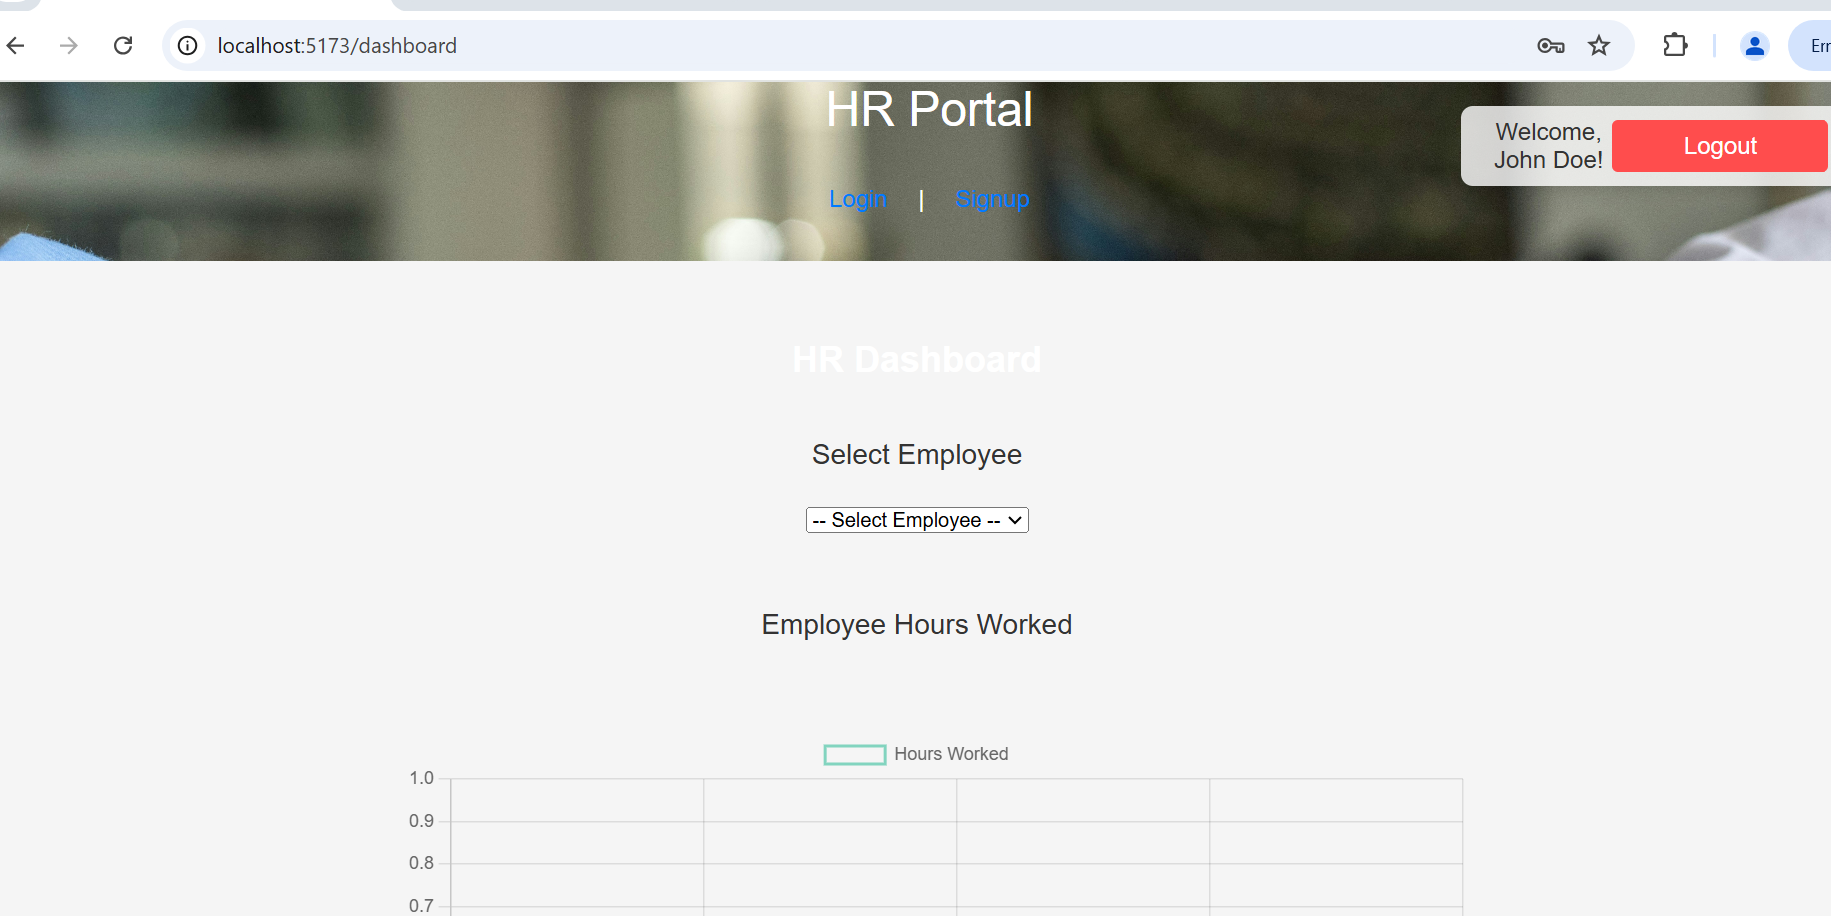 localhost:5173/dashboard
Err
HR Portal
Welcome,
John Doe!
Logout
Login | Signup
HR Dashboard
Select Employee
-- Select Employee --
Employee Hours Worked
Hours Worked
1.0
0.9
0.8
0.7